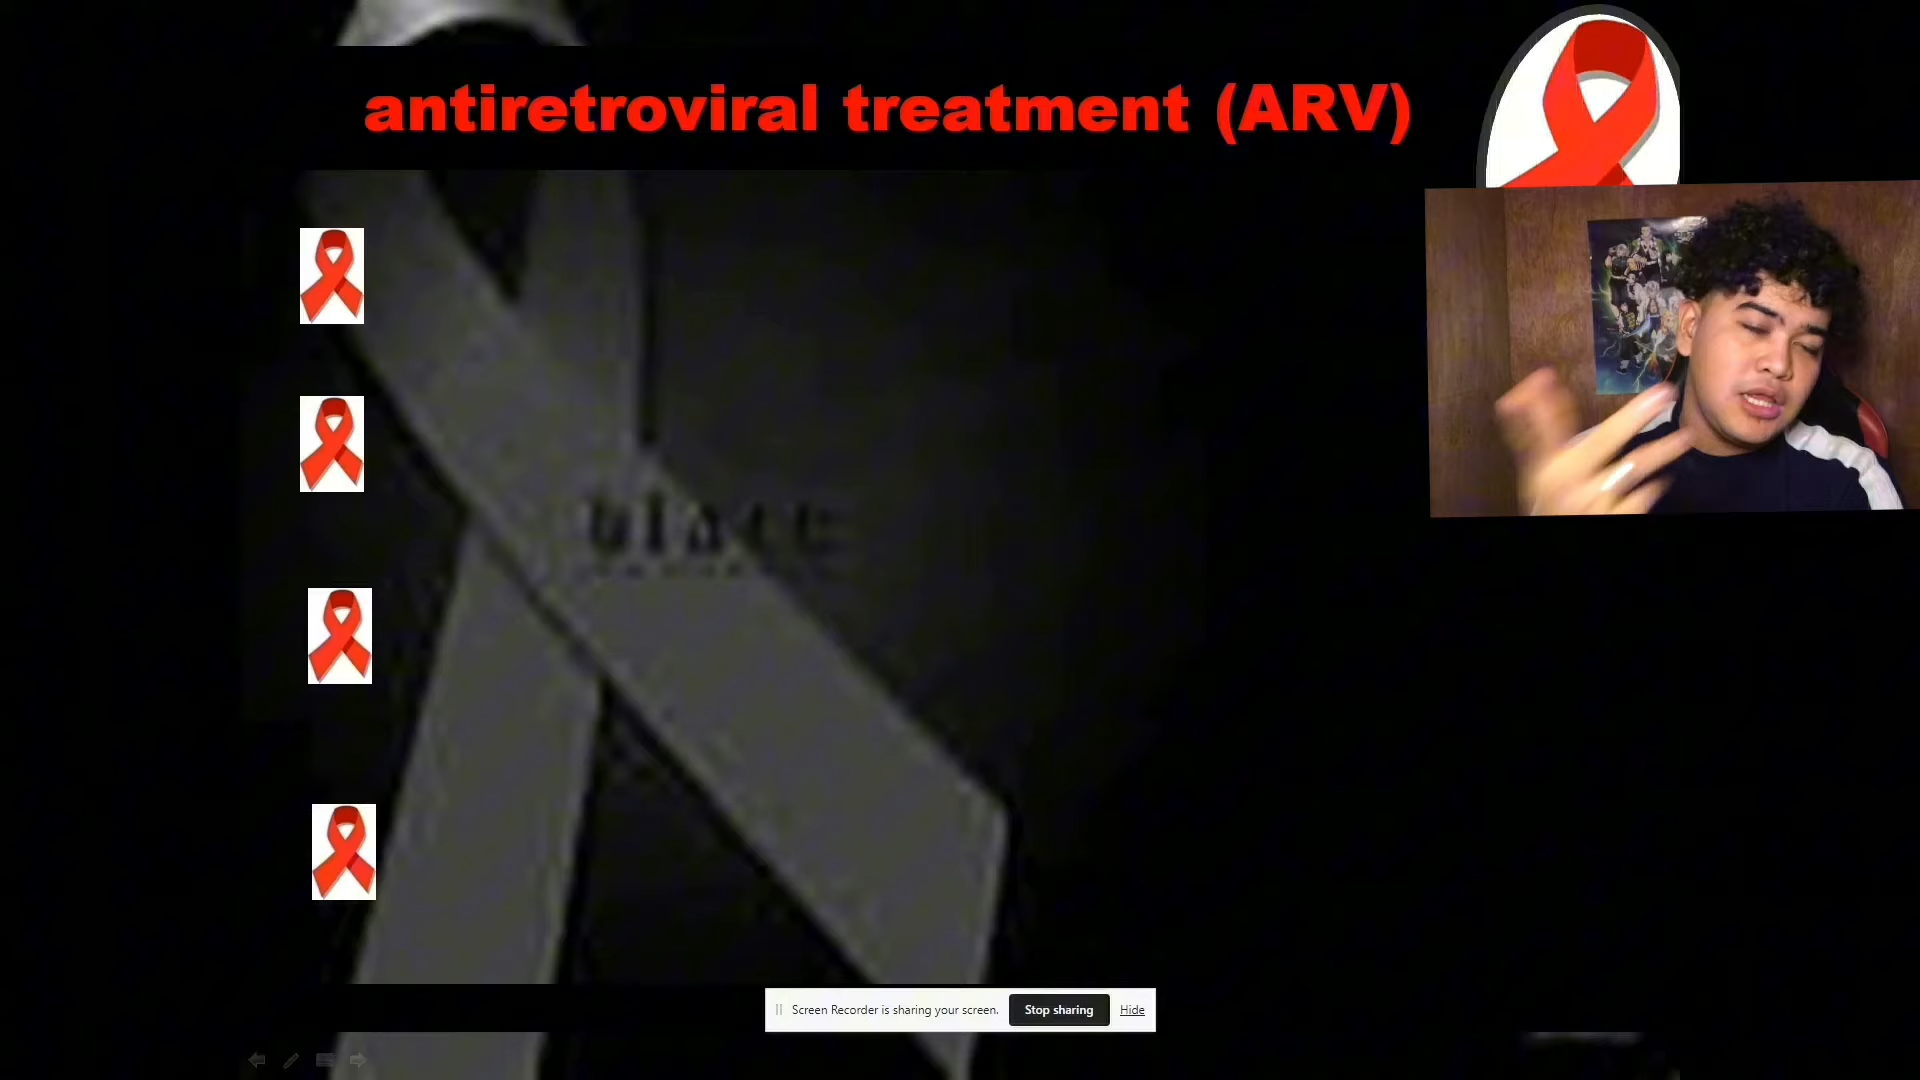 antiretroviral treatment (ARV)
Screen Recorder is sharing your screen. Stop sharing Hide